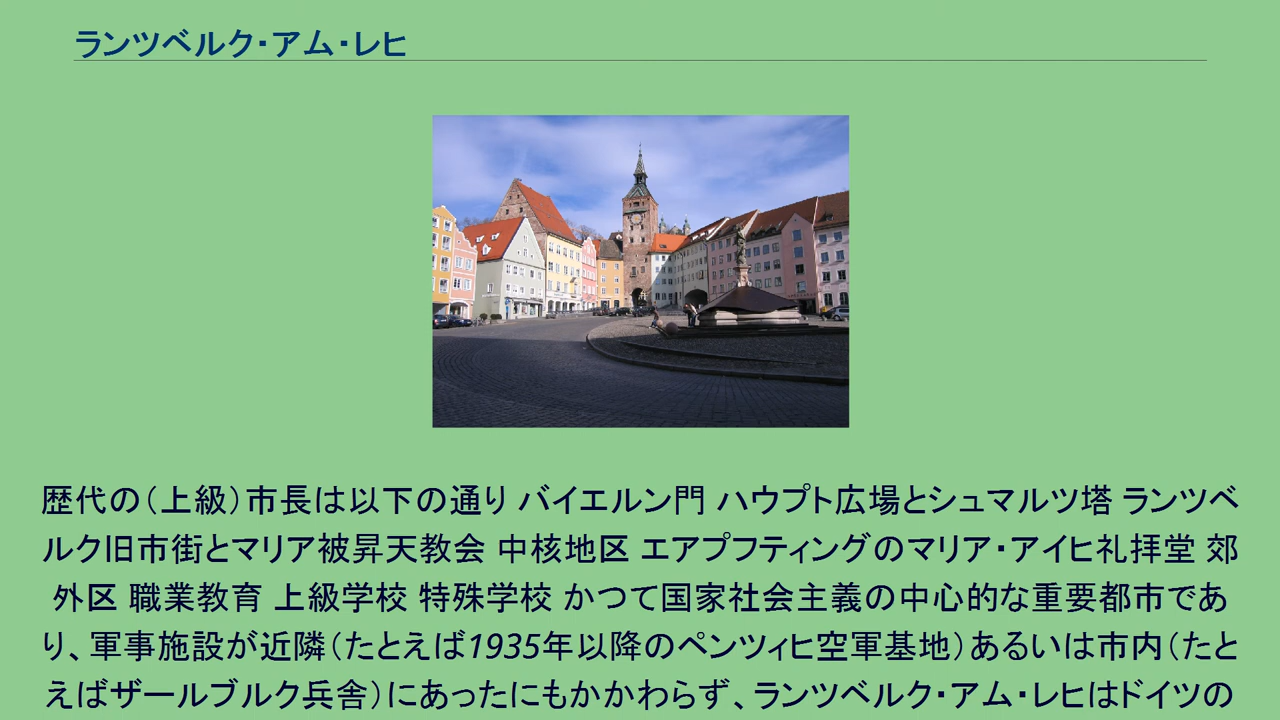 ランツベルク・アム・レヒ
歴代の（上級）市長は以下の通り バイエルン門 ハウプト広場とシュマルツ塔 ランツベ
ルク旧市街とマリア被昇天教会 中核地区 エアプフティングのマリア・アイヒ礼拝堂 郊
外区 職業教育 上級学校 特殊学校 かつて国家社会主義の中心的な重要都市であ
り、軍事施設が近隣（たとえば1935年以降のペンツィヒ空軍基地）あるいは市内（たと
えばザールブルク兵舎）にあったにもかかわらず、ランツベルク・アム・レヒはドイツの